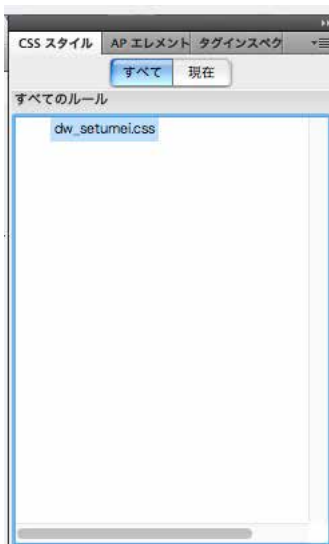 CSS スタイル AP エレメント タグインスペク
すべて 現在
すべてのルール
dw_setumei.css